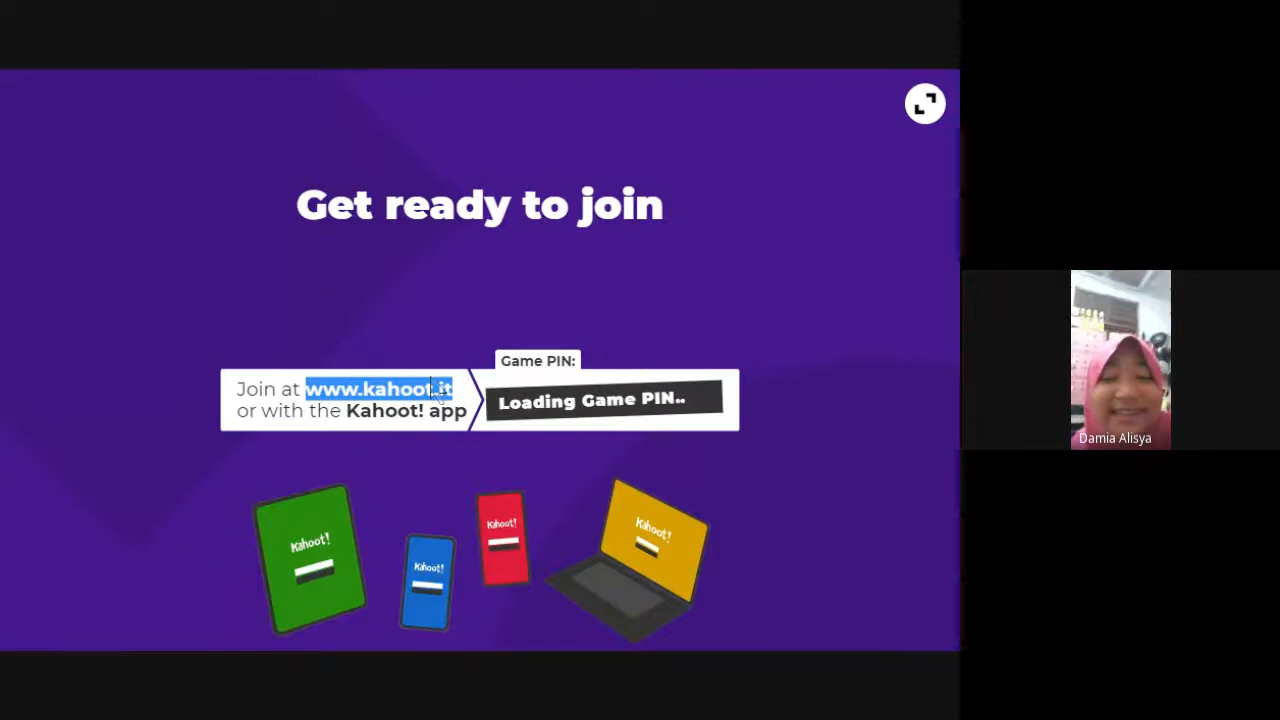 Get ready to join
Game PIN:
Join at www.kahoot.it
or with the Kahoot! app
Loading Game PIN..
Kahoot!
Kahoot!
Kahoot!
Kahoot!
Damia Alisya